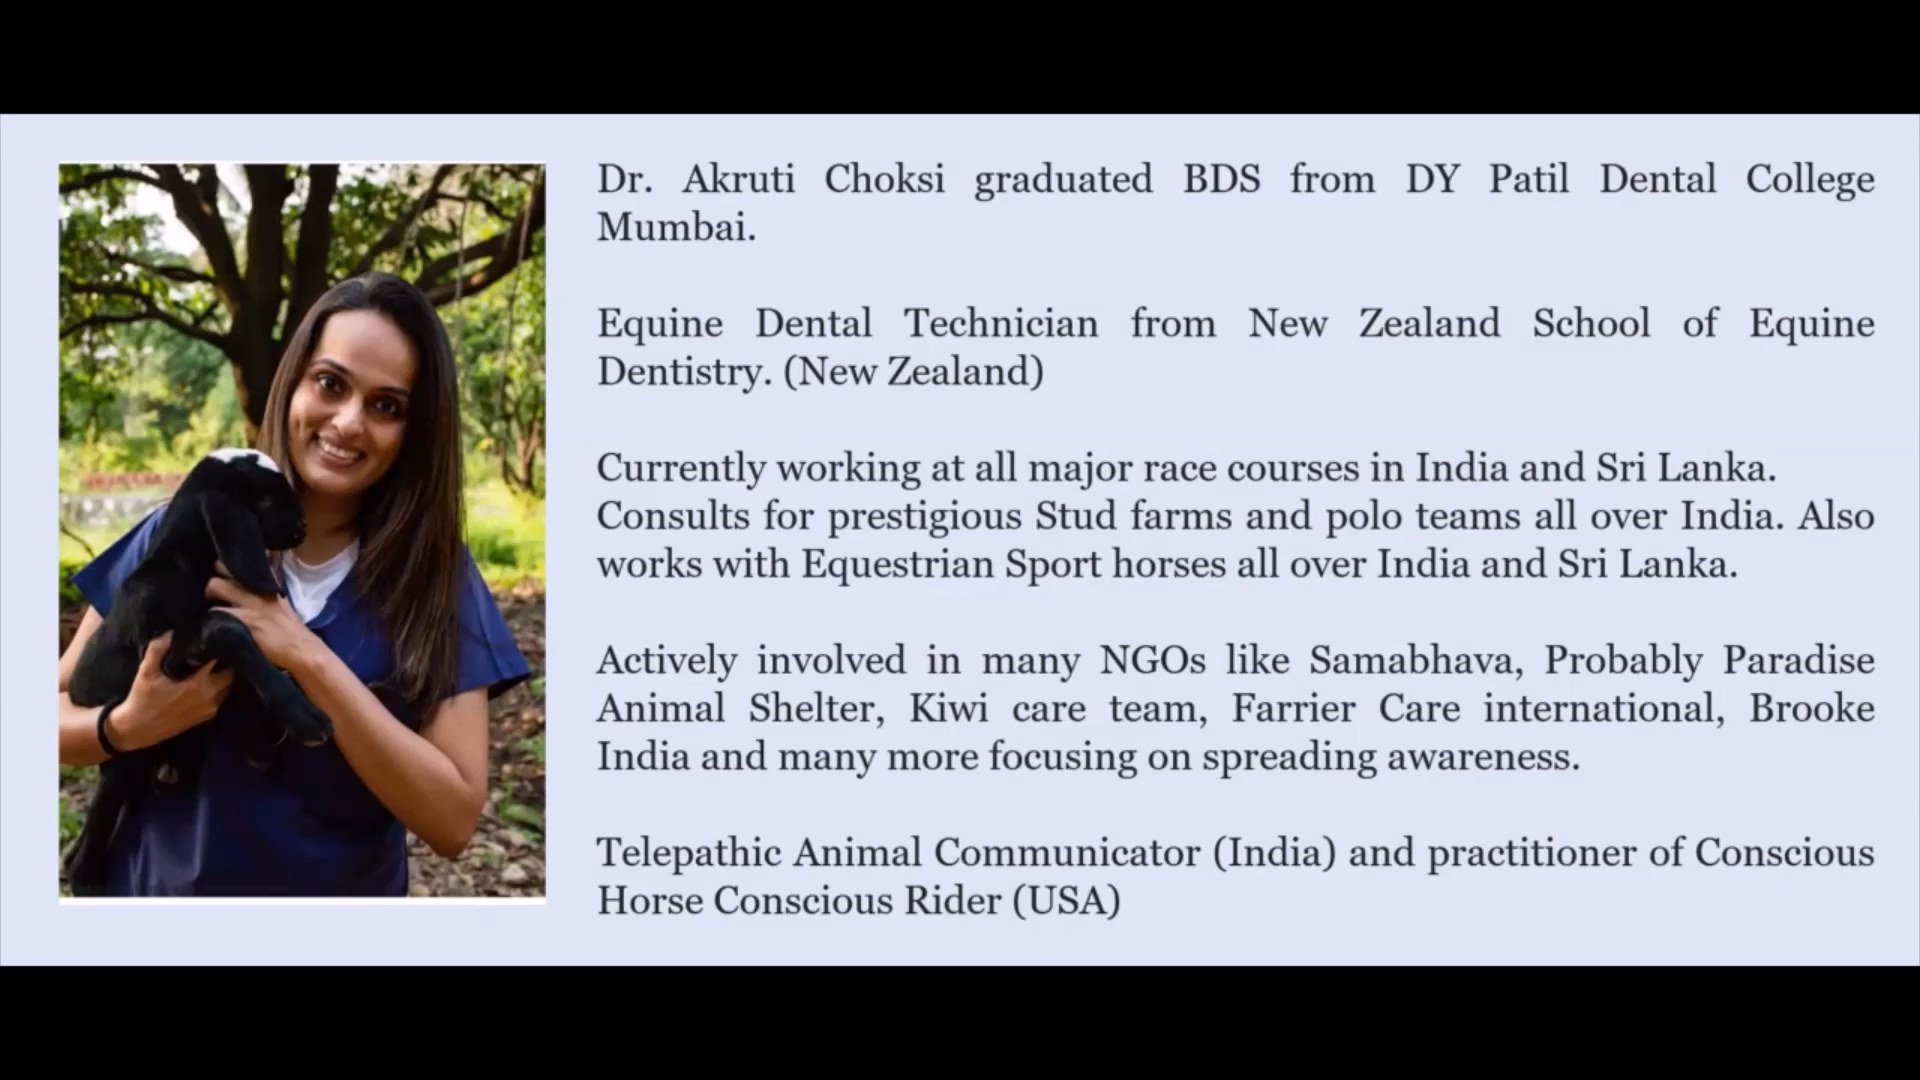 Dr. Akruti Choksi graduated BDS from DY Patil Dental College
Mumbai.
Equine Dental Technician from New Zealand School of Equine
Dentistry. (New Zealand)
Currently working at all major race courses in India and Sri Lanka.
Consults for prestigious Stud farms and polo teams all over India. Also
works with Equestrian Sport horses all over India and Sri Lanka.
Actively involved in many NGOs like Samabhava, Probably Paradise
Animal Shelter, Kiwi care team, Farrier Care international, Brooke
India and many more focusing on spreading awareness.
Telepathic Animal Communicator (India) and practitioner of Conscious
Horse Conscious Rider (USA)